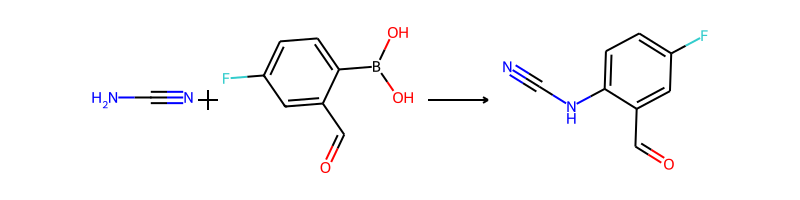 H2N N + F B OH OH O N N H F O